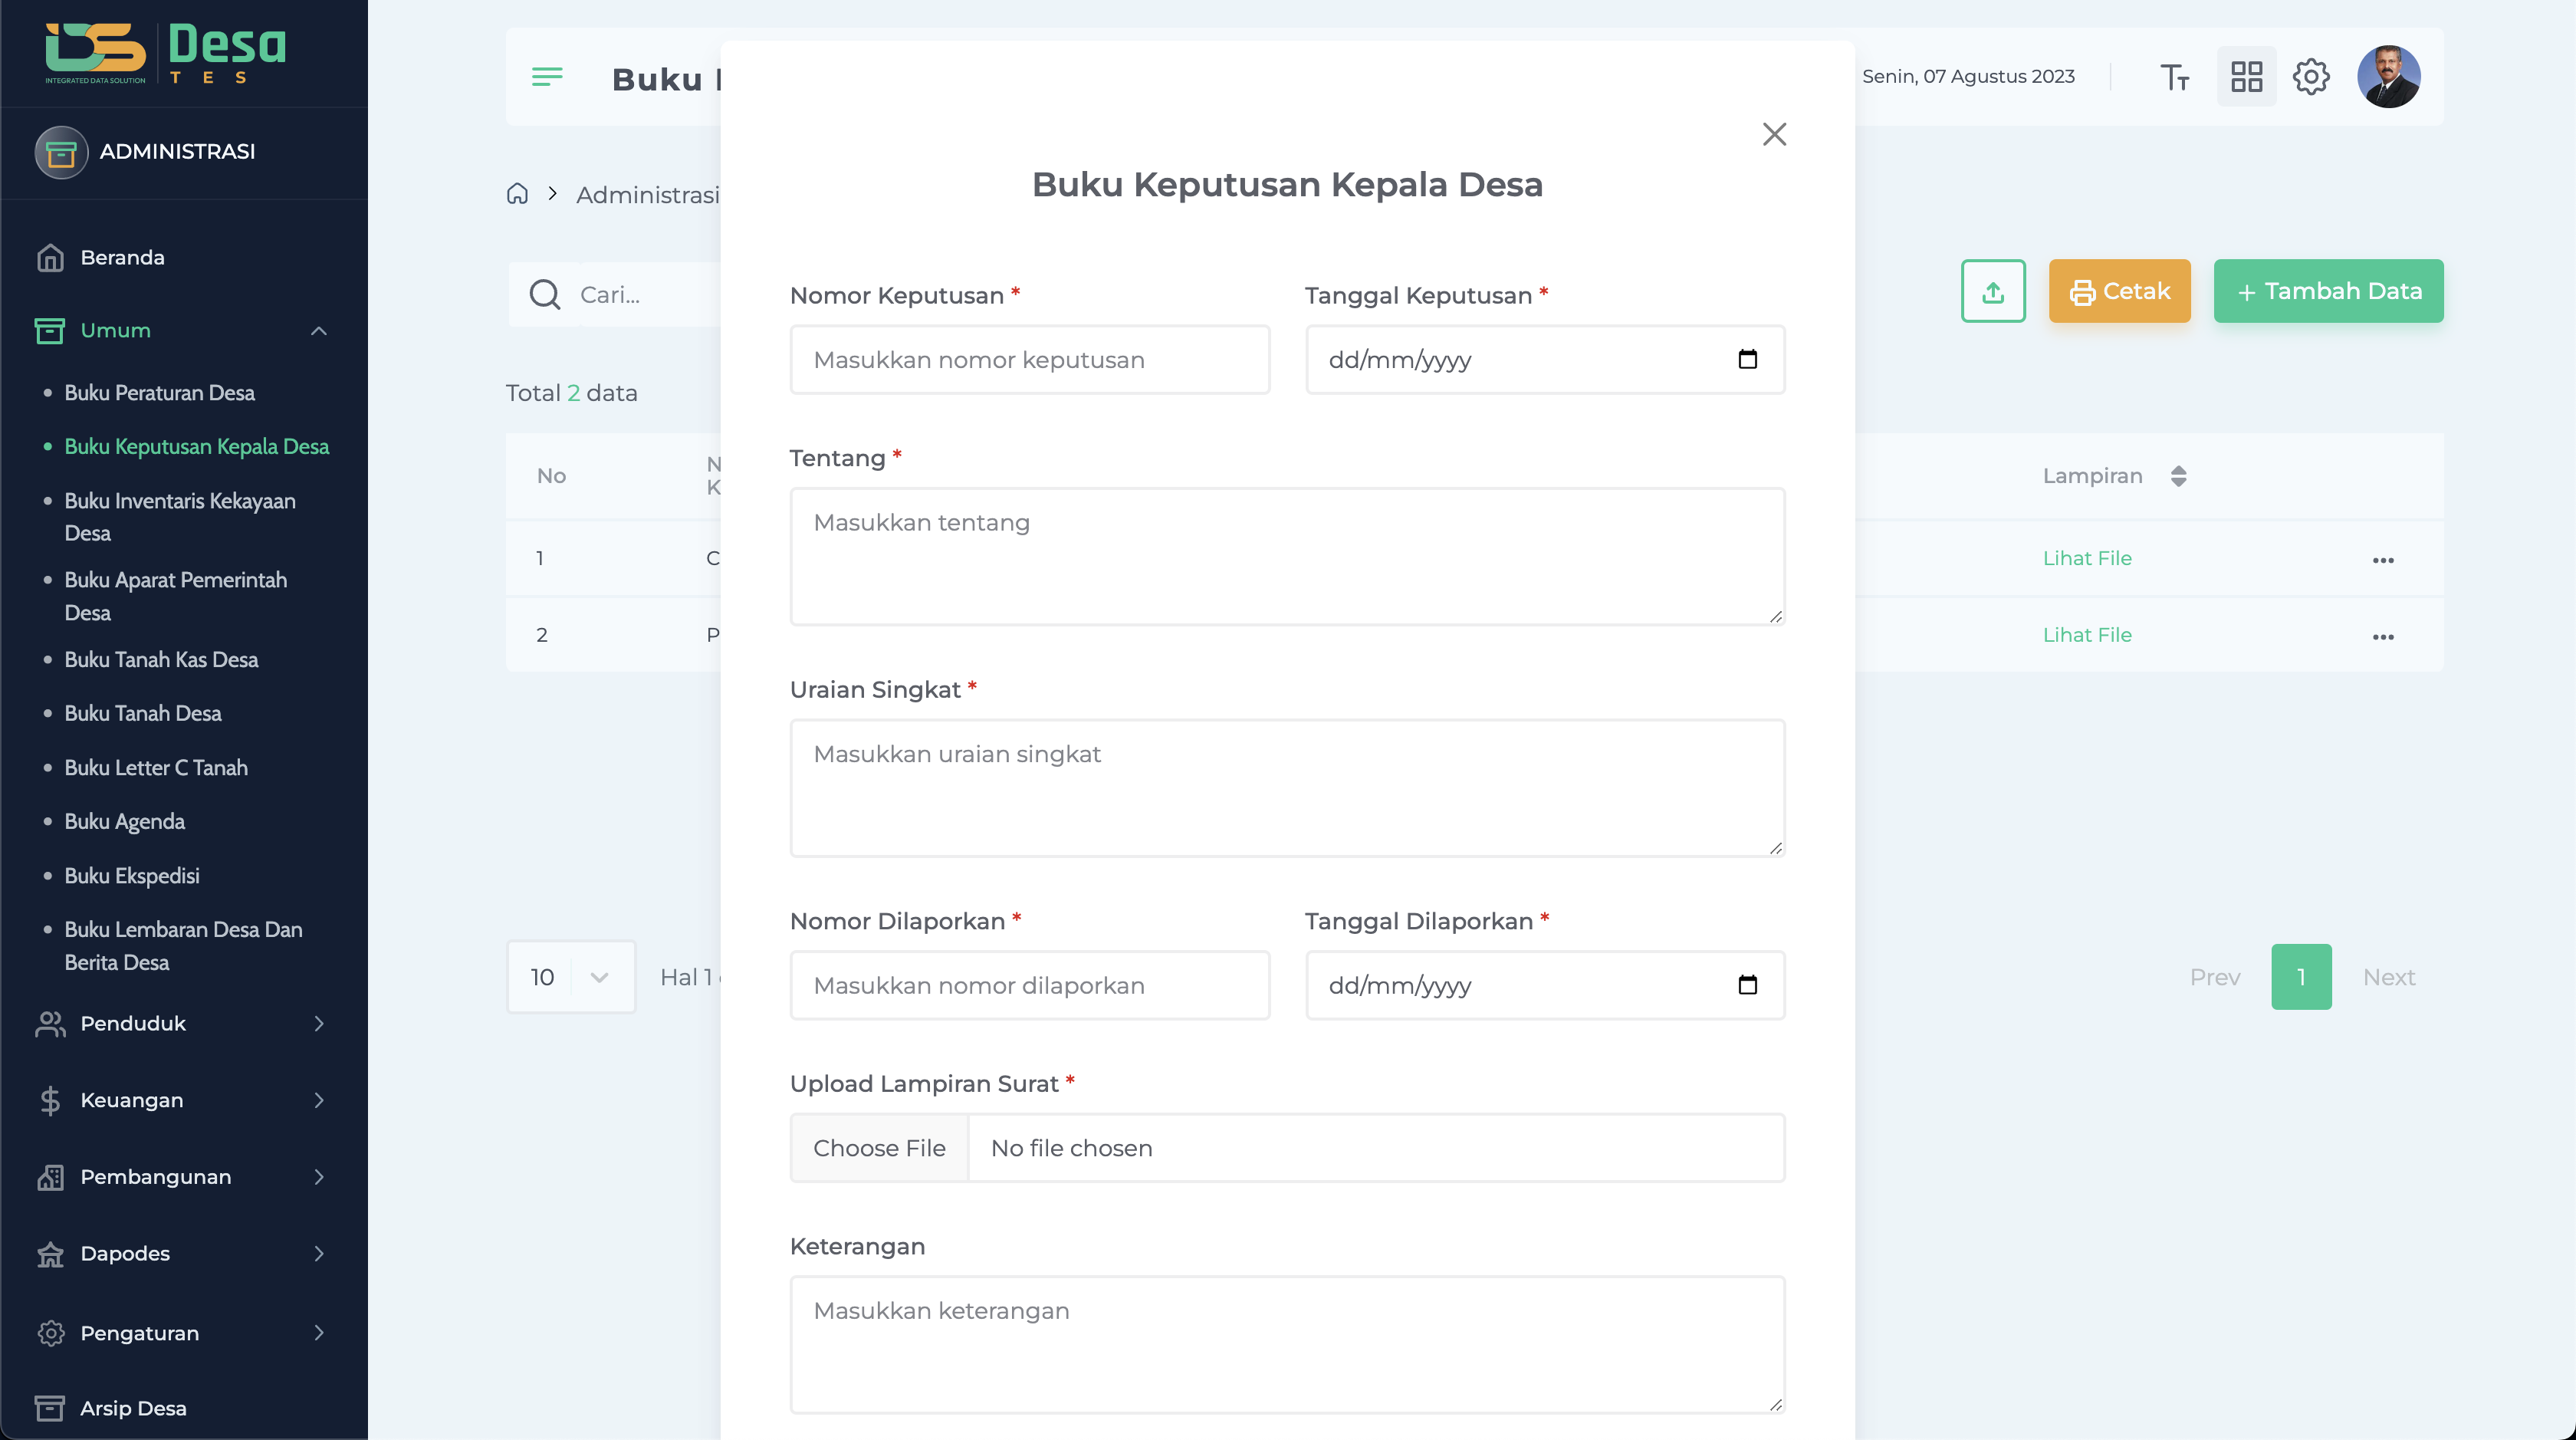 Desa
INTEGRATED DATA SOLUTION
TES
ADMINISTRASI
Beranda
Umum
Buku Peraturan Desa
Buku Keputusan Kepala Desa
Buku Inventaris Kekayaan
Desa
Buku Aparat Pemerintah
Desa
Buku Tanah Kas Desa
Buku Tanah Desa
Buku Letter C Tanah
Buku Agenda
Buku Ekspedisi
Buku Lembaran Desa Dan
Berita Desa
Penduduk
Keuangan
Pembangunan
Dapodes
Pengaturan
Arsip Desa
Buku
Senin, 07 Agustus 2023
Administrasi
Cari...
Cetak
+ Tambah Data
Total 2 data
No
N
K
Lampiran
1
C
Lihat File
2
P
Lihat File
10
Hal 1
Prev
1
Next
Buku Keputusan Kepala Desa
Nomor Keputusan *
Tanggal Keputusan *
Masukkan nomor keputusan
dd/mm/yyyy
Tentang *
Masukkan tentang
Uraian Singkat *
Masukkan uraian singkat
Nomor Dilaporkan *
Tanggal Dilaporkan *
Masukkan nomor dilaporkan
dd/mm/yyyy
Upload Lampiran Surat *
Choose File
No file chosen
Keterangan
Masukkan keterangan